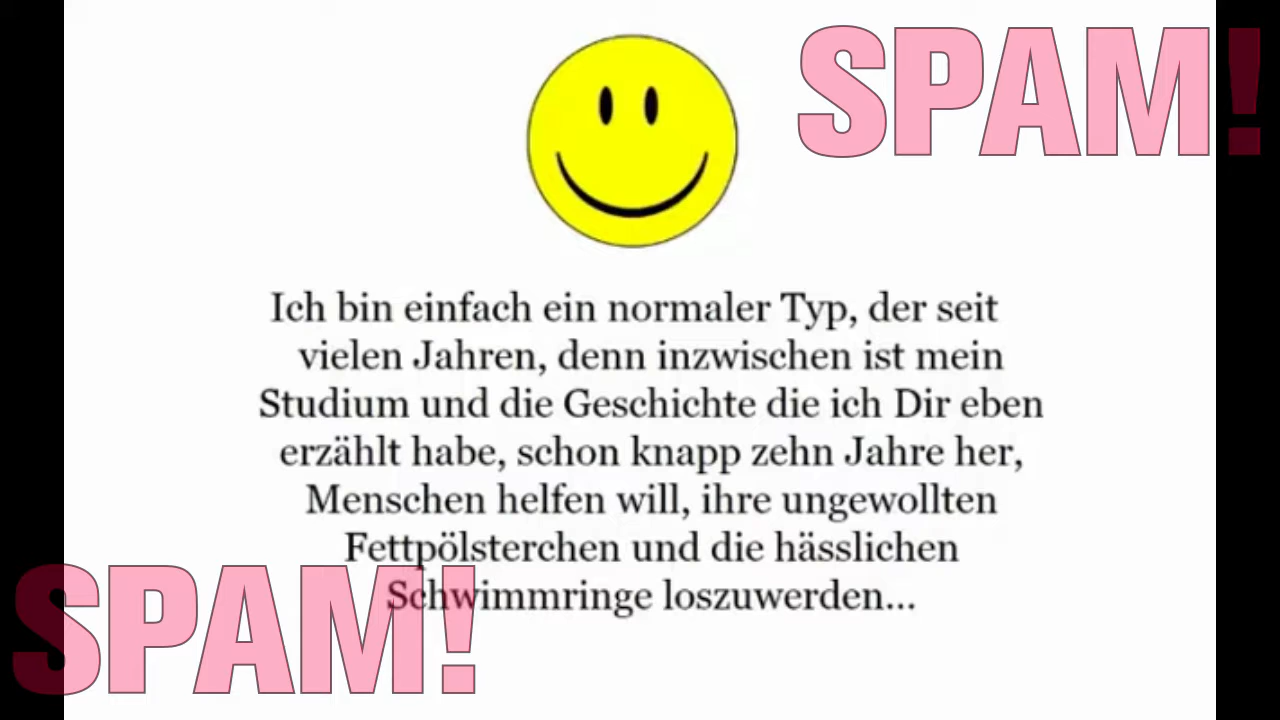 SPAM!
Ich bin einfach ein normaler Typ, der seit
vielen Jahren, denn inzwischen ist mein
Studium und die Geschichte die ich Dir eben
erzählt habe, schon knapp zehn Jahre her,
Menschen helfen will, ihre ungewollten
Fettpölsterchen und die hässlichen
Schwimmringe loszuwerden...
SPAM!